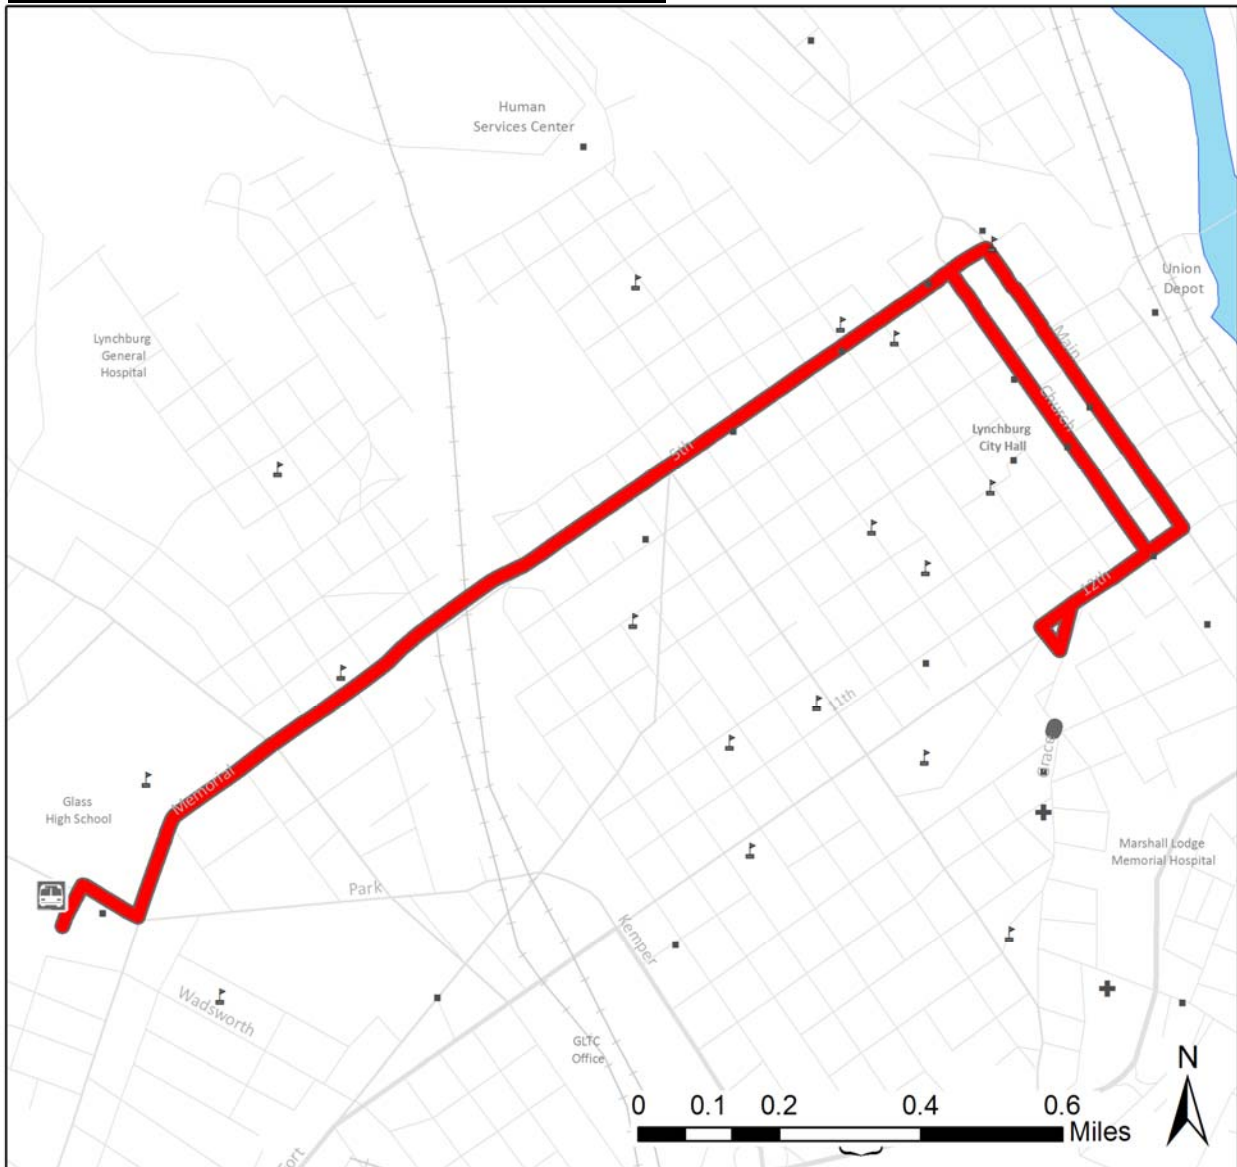 Human
Services Center
Union
Depot
Lynchburg
General
Hospital
Main
Church
Lynchburg
City Hall
5th
12th
11th
Memorial
Glass
High School
Marshall Lodge
Memorial Hospital
Park
Kemper
Wadsworth
GLTC
Office
N
0 0.1 0.2 0.4 0.6
Miles